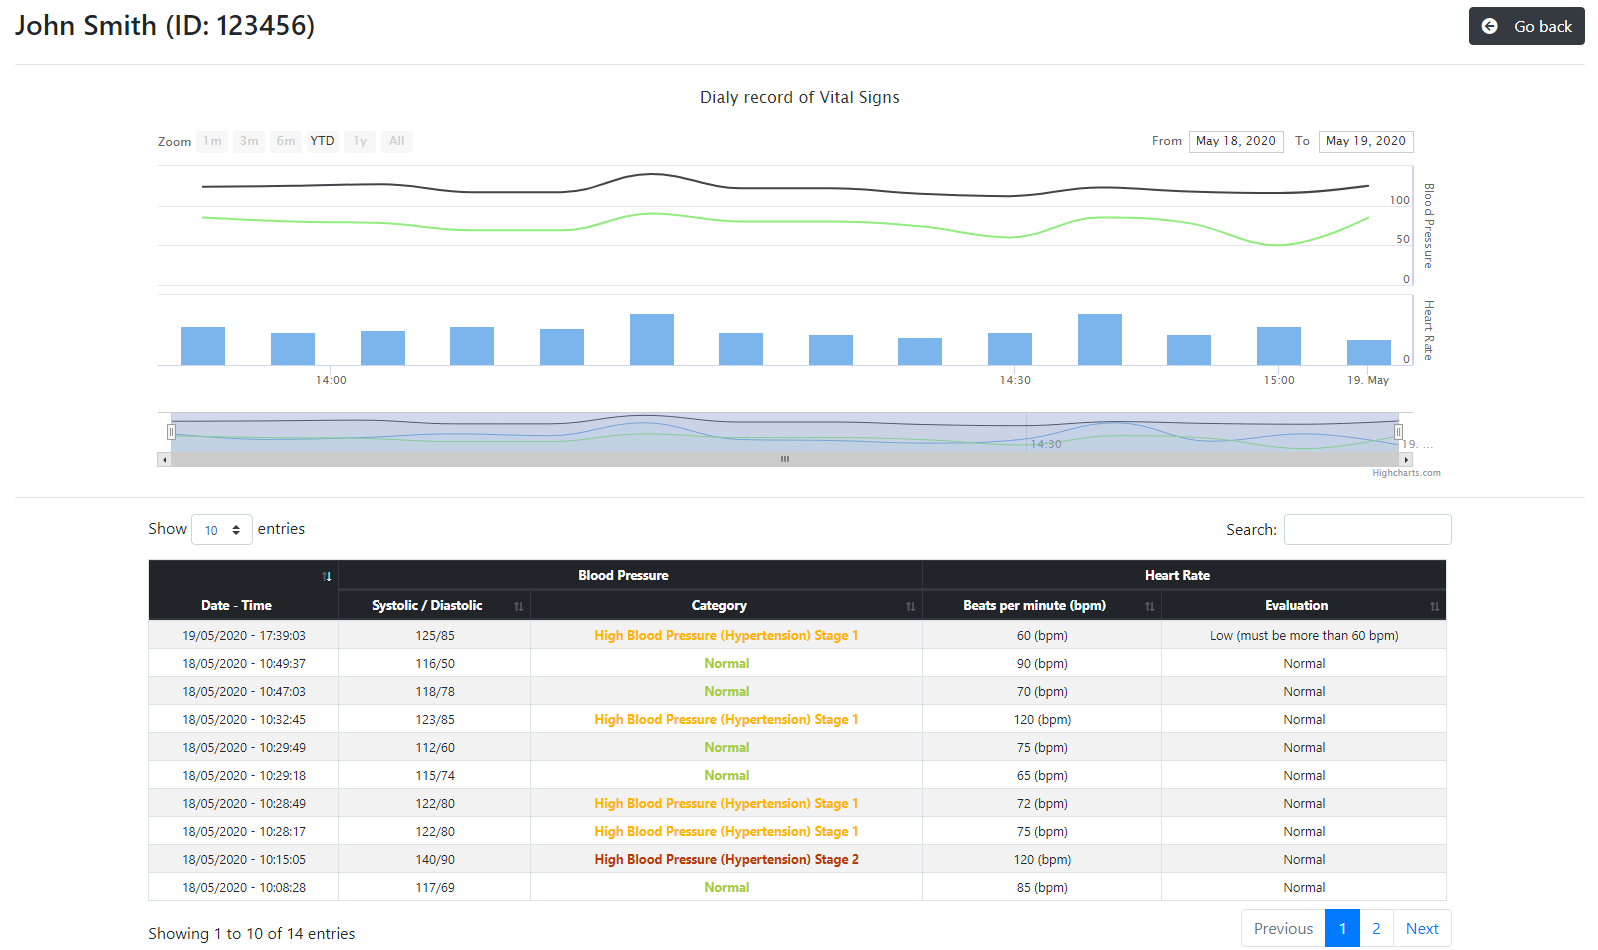 John Smith (ID: 123456)
Go back
Dialy record of Vital Signs
Zoom 1m 3m 6m YTD 1y All
From May 18, 2020 To May 19, 2020
100
50
0
Blood Pressure
0
Heart Rate
14:00 14:30 15:00 19. May
14:30 19. ...
Highcharts.com
Show 10 entries
Search:
Blood Pressure Heart Rate
Date - Time Systolic / Diastolic Category Beats per minute (bpm) Evaluation
19/05/2020 - 17:39:03 125/85 High Blood Pressure (Hypertension) Stage 1 60 (bpm) Low (must be more than 60 bpm)
18/05/2020 - 10:49:37 116/50 Normal 90 (bpm) Normal
18/05/2020 - 10:47:03 118/78 Normal 70 (bpm) Normal
18/05/2020 - 10:32:45 123/85 High Blood Pressure (Hypertension) Stage 1 120 (bpm) Normal
18/05/2020 - 10:29:49 112/60 Normal 75 (bpm) Normal
18/05/2020 - 10:29:18 115/74 Normal 65 (bpm) Normal
18/05/2020 - 10:28:49 122/80 High Blood Pressure (Hypertension) Stage 1 72 (bpm) Normal
18/05/2020 - 10:28:17 122/80 High Blood Pressure (Hypertension) Stage 1 75 (bpm) Normal
18/05/2020 - 10:15:05 140/90 High Blood Pressure (Hypertension) Stage 2 120 (bpm) Normal
18/05/2020 - 10:08:28 117/69 Normal 85 (bpm) Normal
Showing 1 to 10 of 14 entries
Previous 1 2 Next